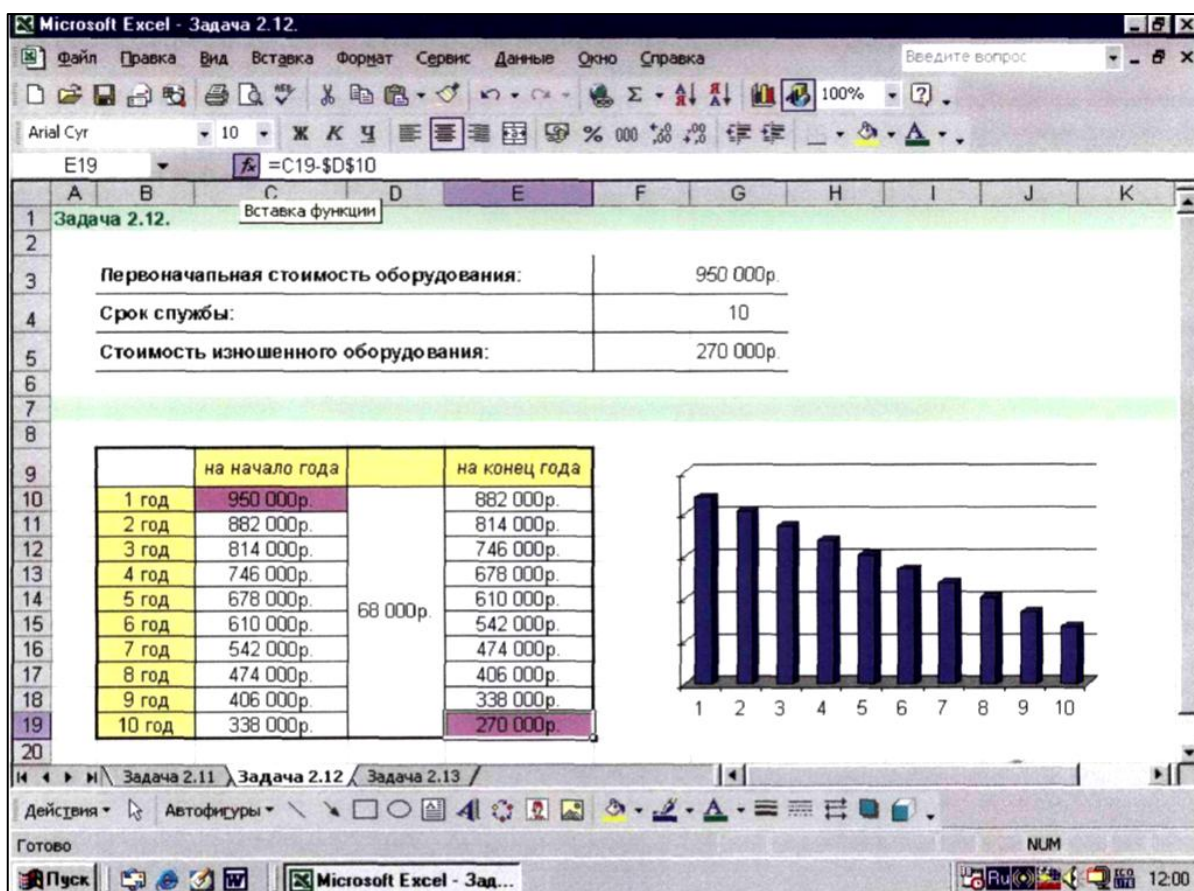 Microsoft Excel - Задача 2.12.
Файл Правка Вид Вставка Формат Сервис Данные Окно Справка Введите вопрос
100%
Arial Cyr 10 Ж К Ч % 000
E19 fx =C19-$D$10
A B C D E F G H I J K
Вставка функции
1 Задача 2.12.
2
3 Первоначальная стоимость оборудования: 950 000р.
4 Срок службы: 10
5 Стоимость изношенного оборудования: 270 000р.
6
7
8
9 на начало года на конец года
10 1 год 950 000р. 882 000р.
11 2 год 882 000р. 814 000р.
12 3 год 814 000р. 746 000р.
13 4 год 746 000р. 678 000р.
14 5 год 678 000р. 68 000р. 610 000р.
15 6 год 610 000р. 542 000р.
16 7 год 542 000р. 474 000р.
17 8 год 474 000р. 406 000р.
18 9 год 406 000р. 338 000р.
19 10 год 338 000р. 270 000р.
20
1 2 3 4 5 6 7 8 9 10
Задача 2.11 Задача 2.12 Задача 2.13
Действия Автофигуры
Готово NUM
Пуск Microsoft Excel - Зад... Ru 12:00